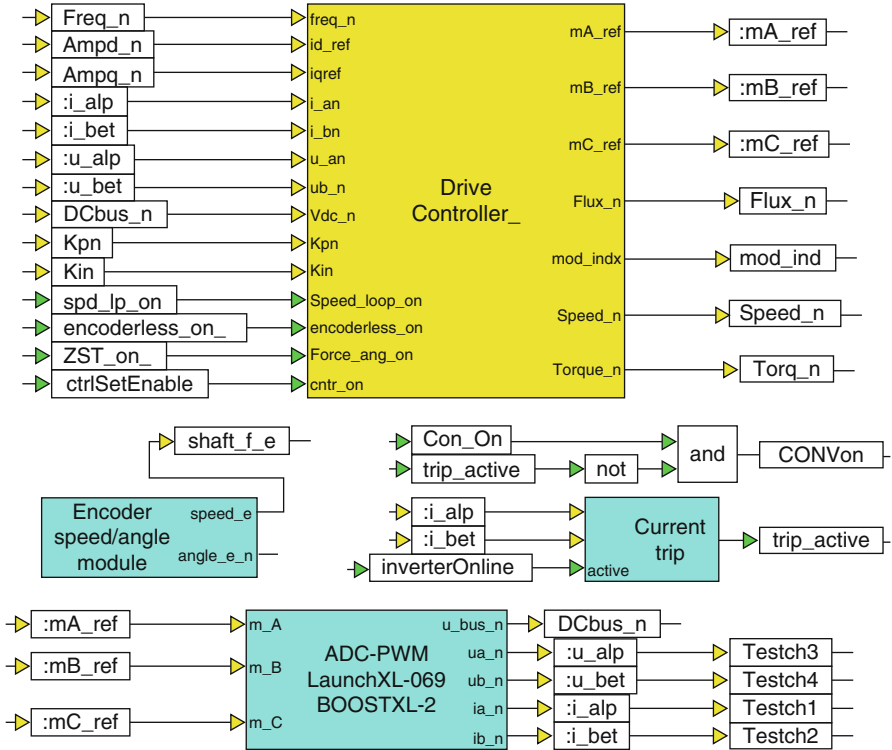 Freq_n freq_n mA_ref :mA_ref
Ampd_n id_ref
Ampq_n iqref
:i_alp i_an mB_ref :mB_ref
:i_bet i_bn
:u_alp u_an mC_ref :mC_ref
:u_bet ub_n Drive
DCbus_n Vdc_n Controller_ Flux_n Flux_n
Kpn Kpn
Kin Kin mod_indx mod_ind
spd_lp_on Speed_loop_on
encoderless_on_ encoderless_on Speed_n Speed_n
ZST_on_ Force_ang_on
ctrlSetEnable cntr_on Torque_n Torq_n
shaft_f_e
Con_On and CONVon
trip_active not
Encoder speed_e
speed/angle
module angle_e_n
:i_alp Current
:i_bet trip trip_active
inverterOnline active
:mA_ref m_A u_bus_n DCbus_n
ADC-PWM ua_n :u_alp Testch3
:mB_ref m_B LaunchXL-069 ub_n :u_bet Testch4
BOOSTXL-2 ia_n :i_alp Testch1
:mC_ref m_C ib_n :i_bet Testch2